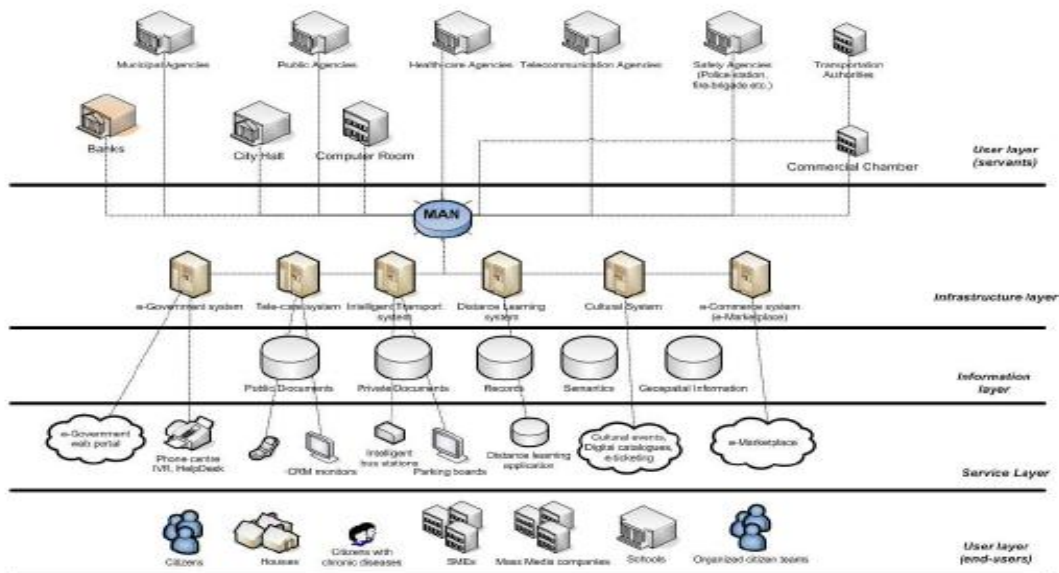 Municipal Agencies
Public Agencies
Health-care Agencies
Telecommunication Agencies
Safety Agencies
(Police-station,
fire-brigade etc.)
Transportation
Authorities
Banks
City Hall
Computer Room
Commercial Chamber
User layer
(servants)
MAN
e-Government system
Tele-care system
Intelligent Transport
system
Distance Learning
system
Cultural System
e-Commerce system
(e-Marketplace)
Infrastructure layer
Public Documents
Private Documents
Records
Semantics
Geospatial Information
Information
layer
e-Government
web portal
Phone centre
IVR, HelpDesk
CRM monitors
Intelligent
bus stations
Parking boards
Distance learning
application
Cultural events,
Digital catalogues,
e-ticketing
e-Marketplace
Service Layer
Citizens
Houses
Citizens with
chronic diseases
SMEs
Mass Media companies
Schools
Organized citizen teams
User layer
(end-users)